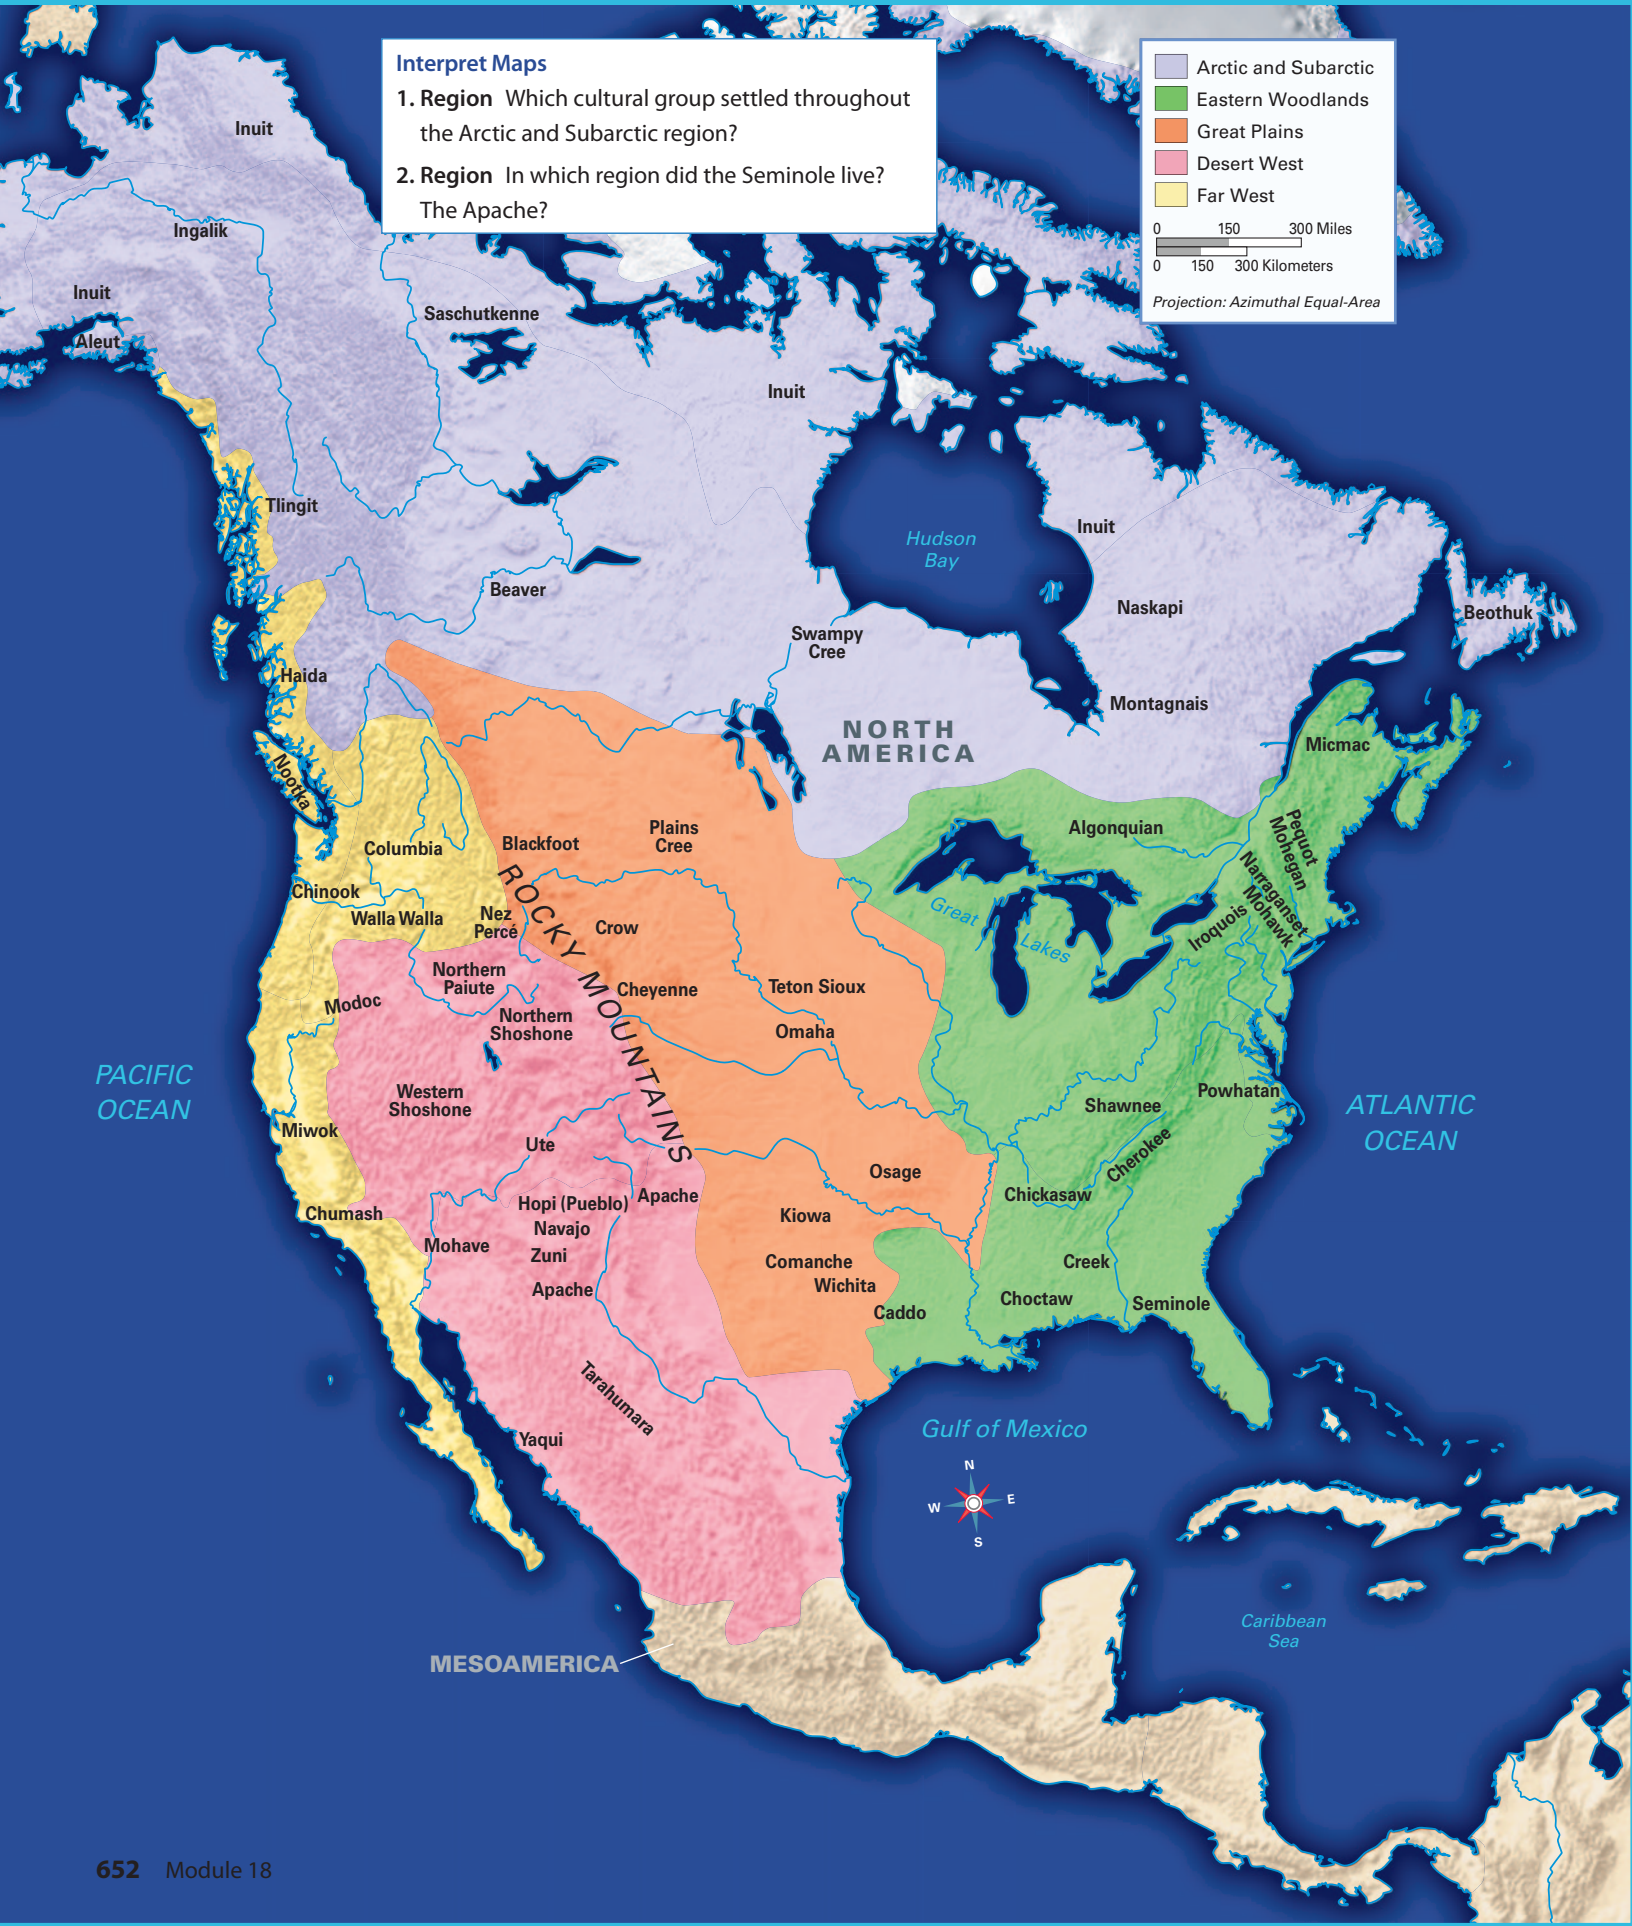 Interpret Maps
1. Region Which cultural group settled throughout
the Arctic and Subarctic region?
2. Region In which region did the Seminole live?
The Apache?
Arctic and Subarctic
Eastern Woodlands
Great Plains
Desert West
Far West
0 150 300 Miles
0 150 300 Kilometers
Projection: Azimuthal Equal-Area
Inuit
Ingalik
Inuit
Aleut
Saschutkenne
Inuit
Tlingit
Inuit
Hudson
Bay
Beaver
Naskapi
Beothuk
Swampy
Cree
Haida
Montagnais
NORTH
AMERICA
Micmac
Nootka
Columbia
Blackfoot
Plains
Cree
Algonquian
Pequot
Mohegan
Narraganset
Mohawk
Iroquois
Chinook
Walla Walla
Nez
Percé
ROCKY MOUNTAINS
Crow
Great
Lakes
Northern
Paiute
Cheyenne
Teton Sioux
Modoc
Northern
Shoshone
Omaha
PACIFIC
OCEAN
Western
Shoshone
Powhatan
Shawnee
ATLANTIC
OCEAN
Miwok
Ute
Cherokee
Osage
Chickasaw
Apache
Hopi (Pueblo)
Chumash
Kiowa
Navajo
Mohave
Zuni
Comanche
Creek
Apache
Wichita
Choctaw
Seminole
Caddo
Tarahumara
Yaqui
Gulf of Mexico
N
W E
S
Caribbean
Sea
MESOAMERICA
652 Module 18